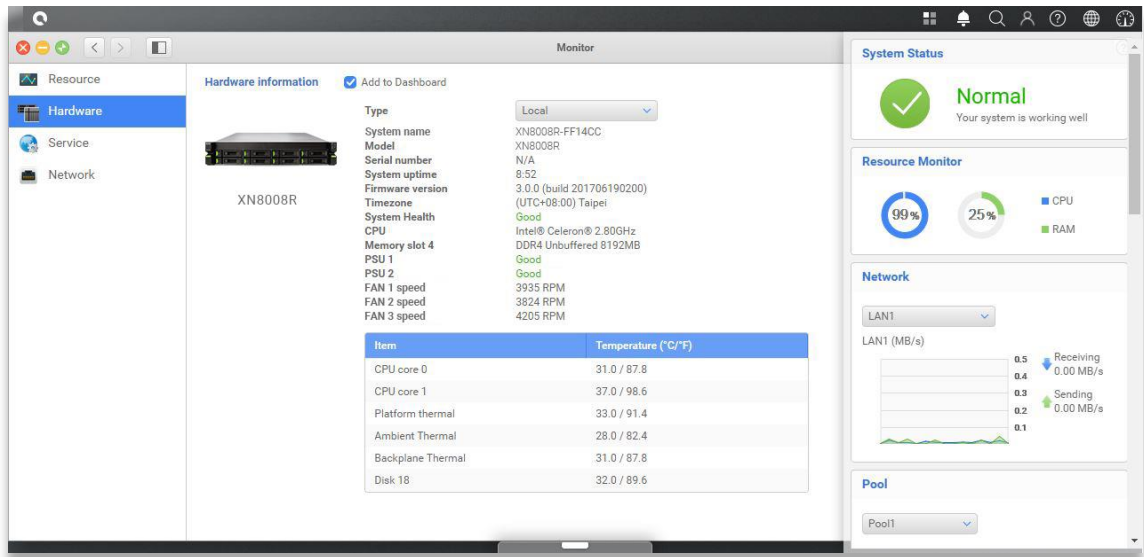 Monitor
Resource
Hardware
Service
Network
Hardware information
Add to Dashboard
XN8008R
Type Local
System name XN8008R-FF14CC
Model XN8008R
Serial number N/A
System uptime 8:52
Firmware version 3.0.0 (build 201706190200)
Timezone (UTC+08:00) Taipei
System Health Good
CPU Intel® Celeron® 2.80GHz
Memory slot 4 DDR4 Unbuffered 8192MB
PSU 1 Good
PSU 2 Good
FAN 1 speed 3935 RPM
FAN 2 speed 3824 RPM
FAN 3 speed 4205 RPM
Item Temperature (°C/°F)
CPU core 0 31.0 / 87.8
CPU core 1 37.0 / 98.6
Platform thermal 33.0 / 91.4
Ambient Thermal 28.0 / 82.4
Backplane Thermal 31.0 / 87.8
Disk 18 32.0 / 89.6
System Status
Normal
Your system is working well
Resource Monitor
99%
25%
CPU
RAM
Network
LAN1
LAN1 (MB/s)
0.5
0.4
0.3
0.2
0.1
Receiving
0.00 MB/s
Sending
0.00 MB/s
Pool
Pool1